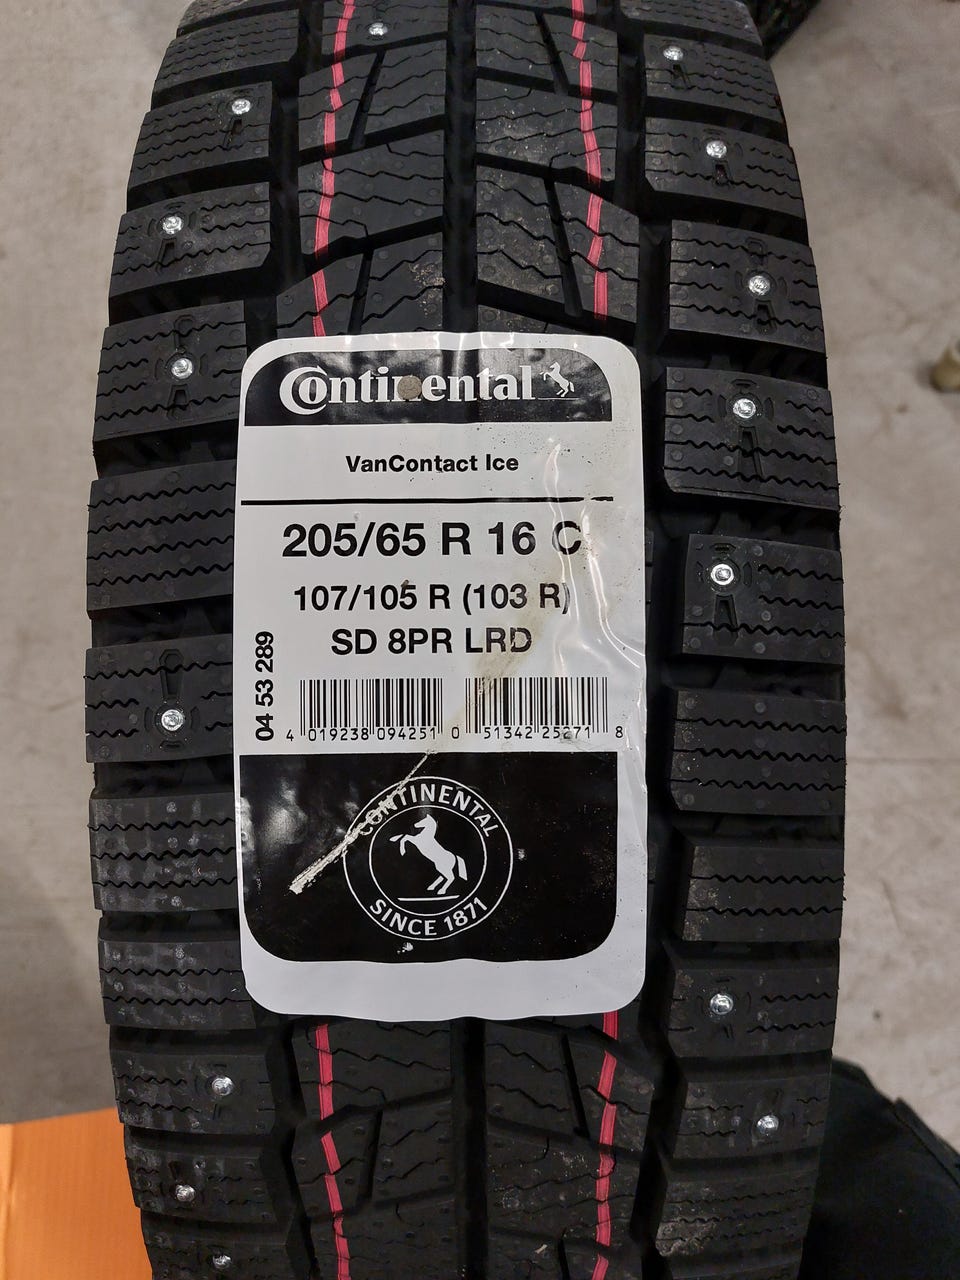 Continental
VanContact Ice
205/65 R 16 C
107/105 R (103 R)
SD 8PR LRD
04 53 289
4 019238 094251 0 51342 25271 8
CONTINENTAL
SINCE 1871